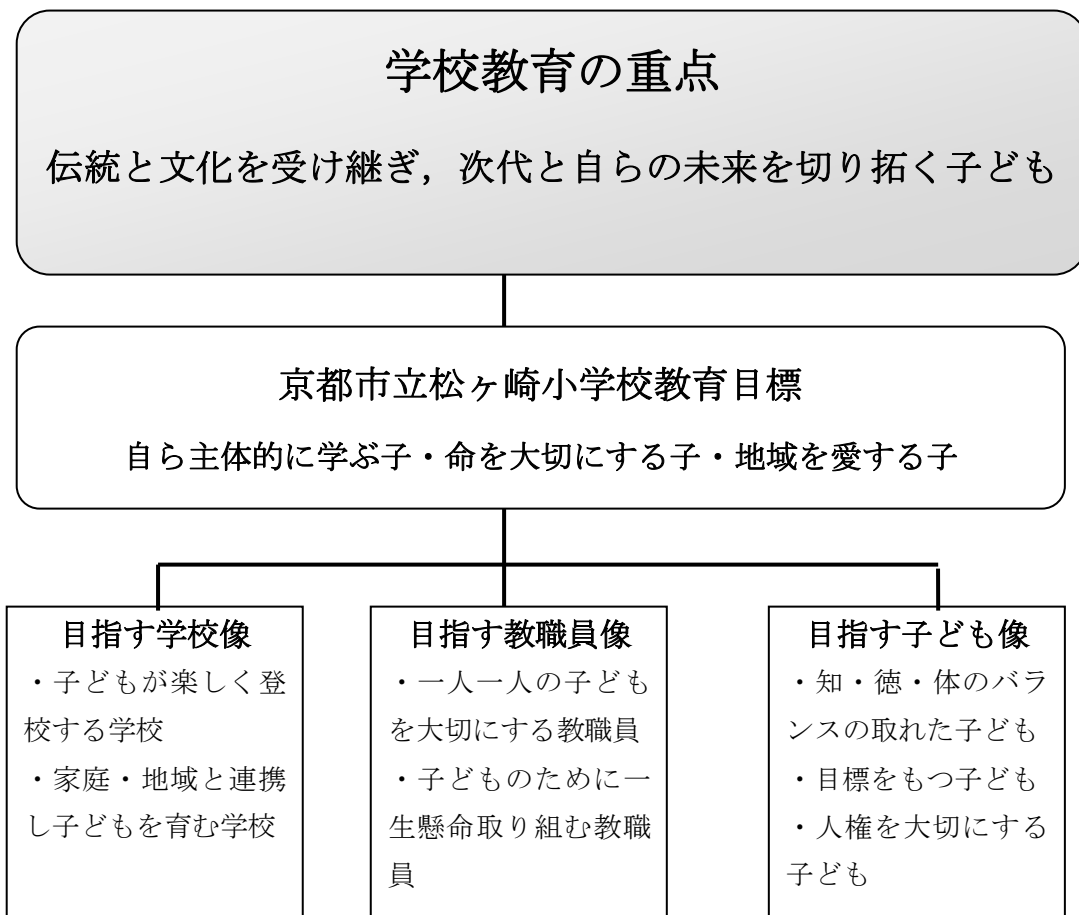 学校教育の重点
伝統と文化を受け継ぎ，次代と自らの未来を切り拓く子ども
京都市立松ヶ崎小学校教育目標
自ら主体的に学ぶ子・命を大切にする子・地域を愛する子
目指す学校像
・子どもが楽しく登
校する学校
・家庭・地域と連携
し子どもを育む学校
目指す教職員像
・一人一人の子ども
を大切にする教職員
・子どものために一
生懸命取り組む教職
員
目指す子ども像
・知・徳・体のバラ
ンスの取れた子ども
・目標をもつ子ども
・人権を大切にする
子ども